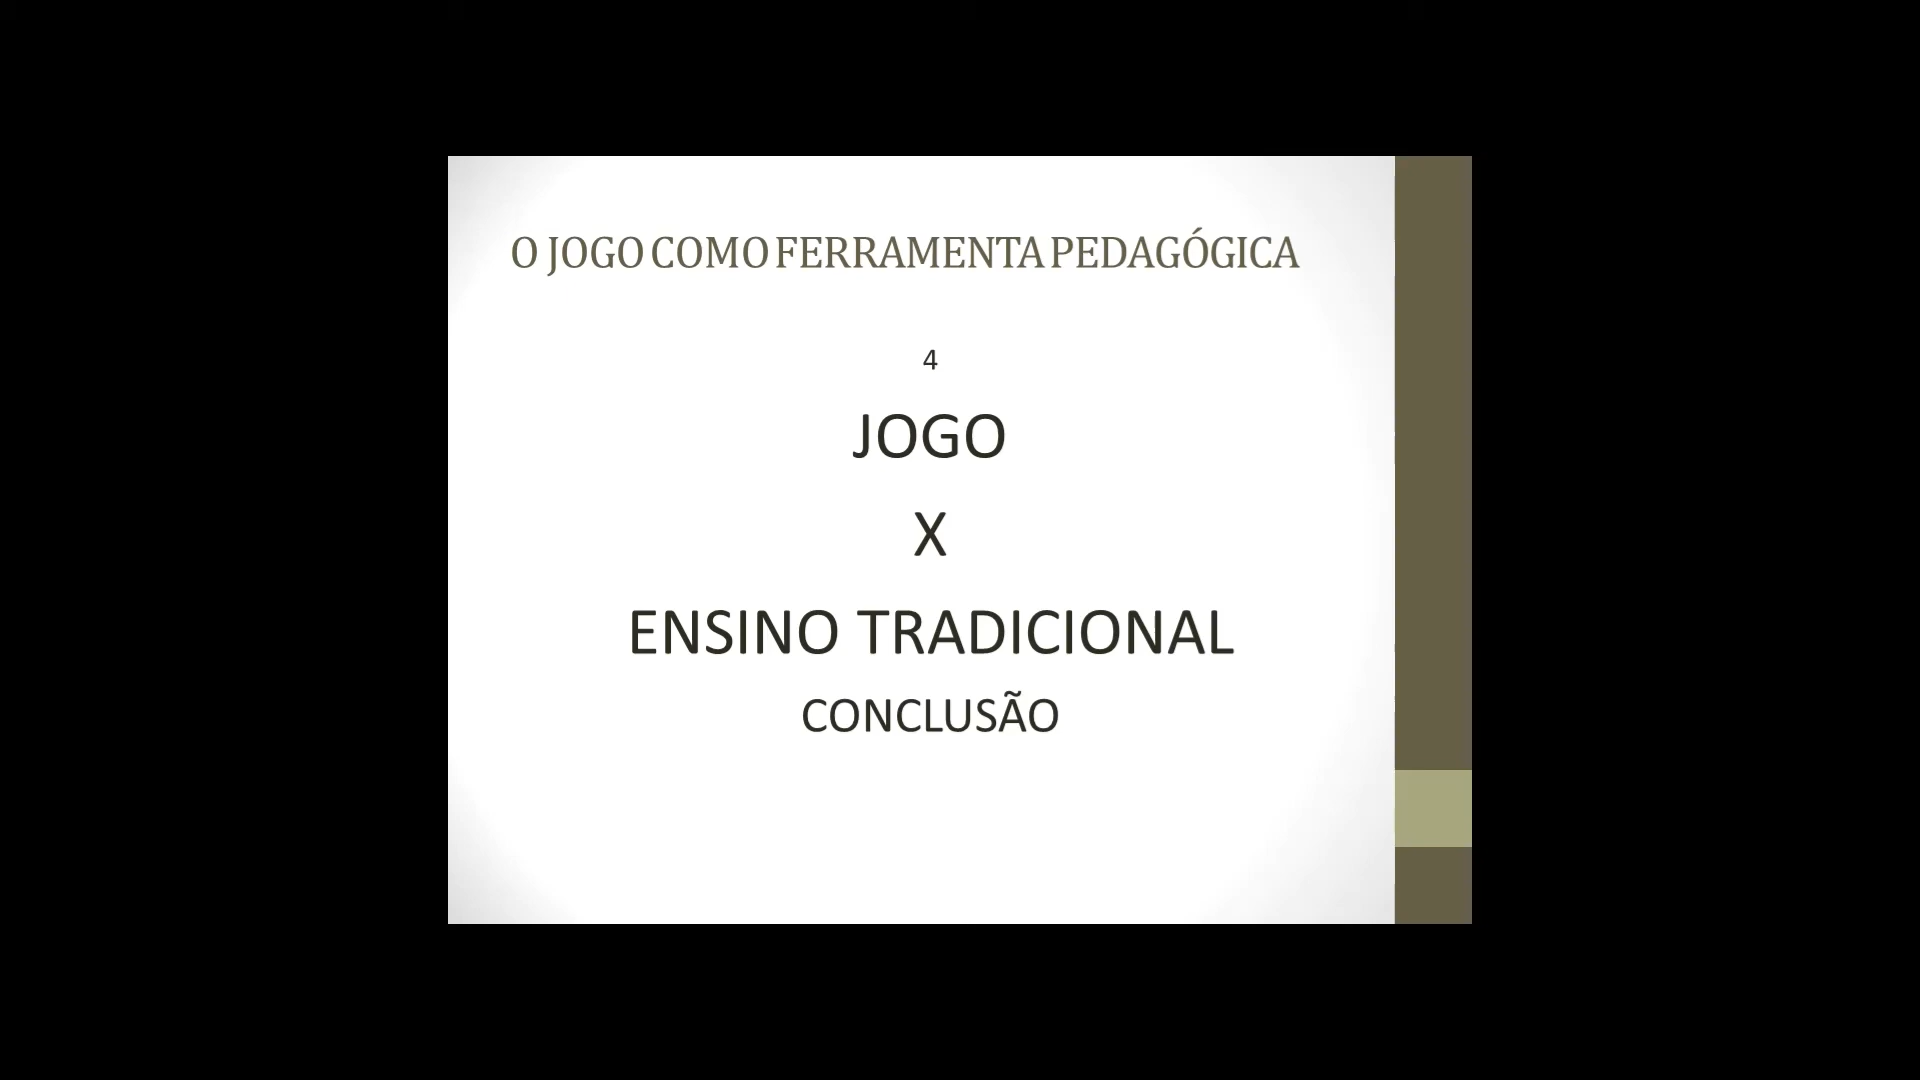 O JOGO COMO FERRAMENTA PEDAGÓGICA
4
JOGO
X
ENSINO TRADICIONAL
CONCLUSÃO